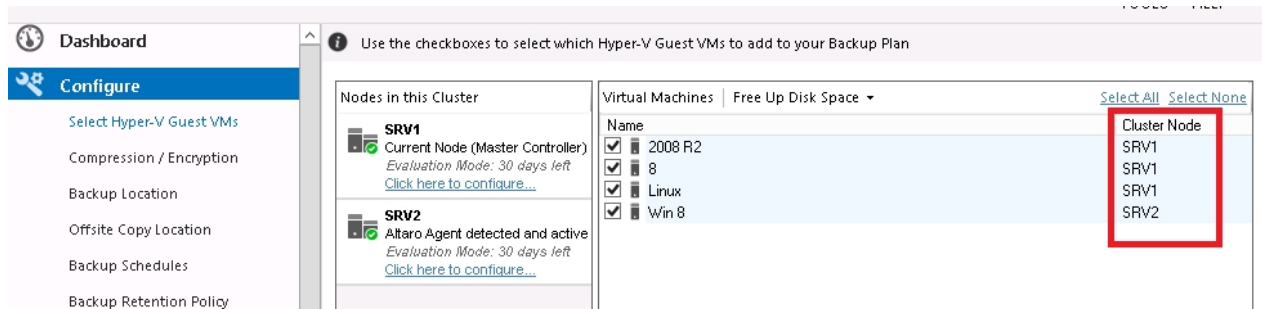 Dashboard
Use the checkboxes to select which Hyper-V Guest VMs to add to your Backup Plan
Configure
Select Hyper-V Guest VMs
Compression / Encryption
Backup Location
Offsite Copy Location
Backup Schedules
Backup Retention Policy
Nodes in this Cluster
SRV1
Current Node (Master Controller)
Evaluation Mode: 30 days left
Click here to configure...
SRV2
Altaro Agent detected and active
Evaluation Mode: 30 days left
Click here to configure...
Virtual Machines | Free Up Disk Space Select All Select None
Name Cluster Node
2008 R2 SRV1
8 SRV1
Linux SRV1
Win 8 SRV2